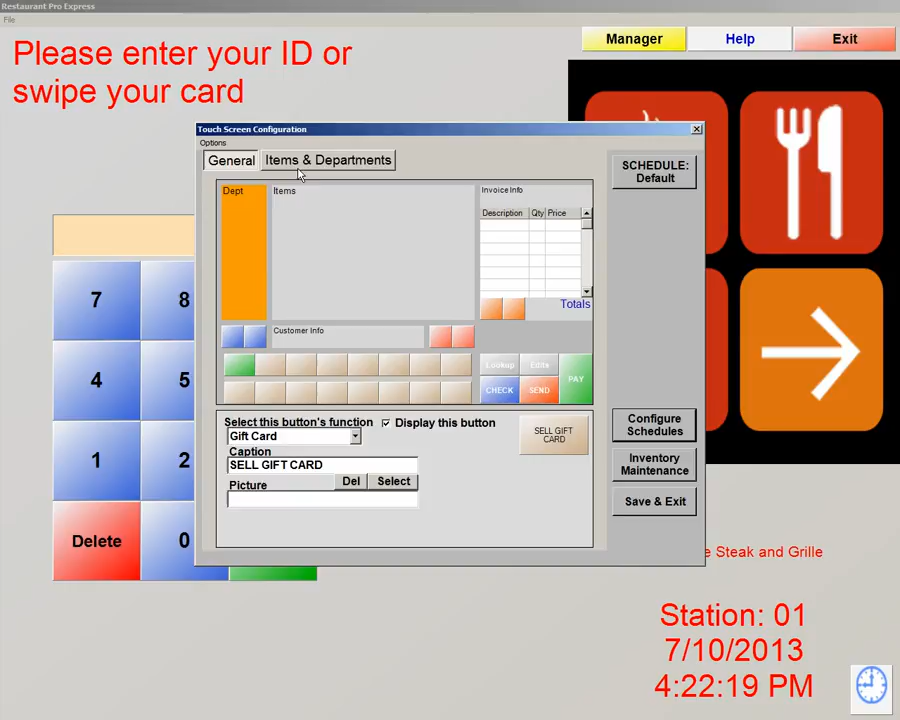 Restaurant Pro Express
File
Please enter your ID or
swipe your card
Manager
Help
Exit
Touch Screen Configuration
Options
General
Items & Departments
SCHEDULE:
Default
Dept
Items
Invoice Info
Description Qty Price
Totals
Customer Info
Lookup
Edits
PAY
CHECK
SEND
Select this button's function
Display this button
Gift Card
SELL GIFT
CARD
Caption
SELL GIFT CARD
Picture
Del
Select
Configure
Schedules
Inventory
Maintenance
Save & Exit
7
8
4
5
1
2
Delete
0
e Steak and Grille
Station: 01
7/10/2013
4:22:19 PM